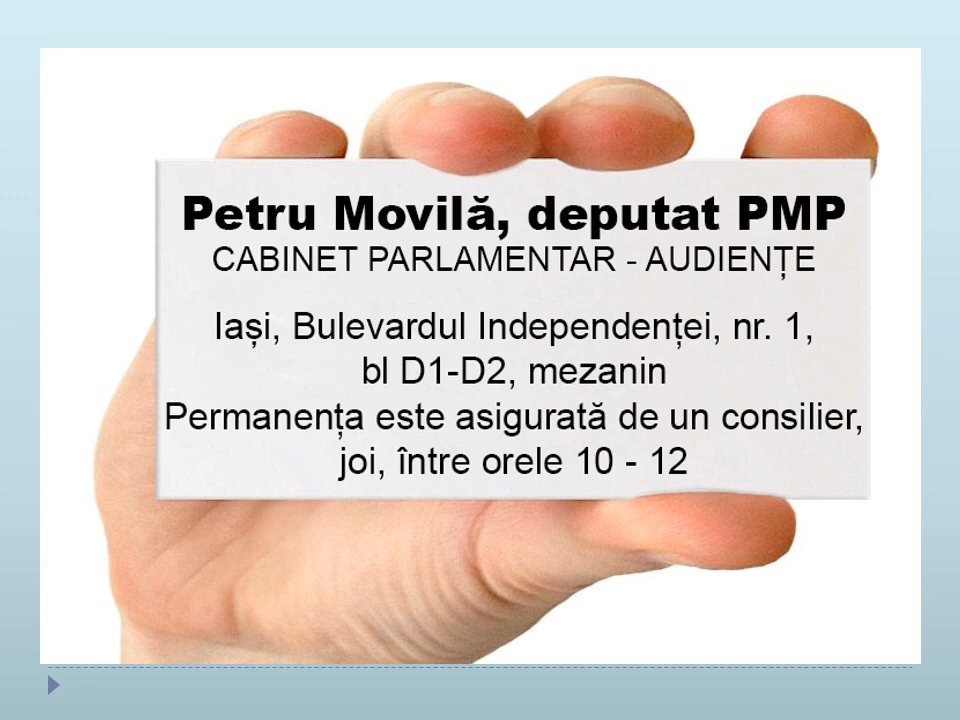 Petru Movilă, deputat PMP
CABINET PARLAMENTAR - AUDIENȚE
Iași, Bulevardul Independenței, nr. 1,
bl D1-D2, mezanin
Permanența este asigurată de un consilier,
joi, între orele 10 - 12